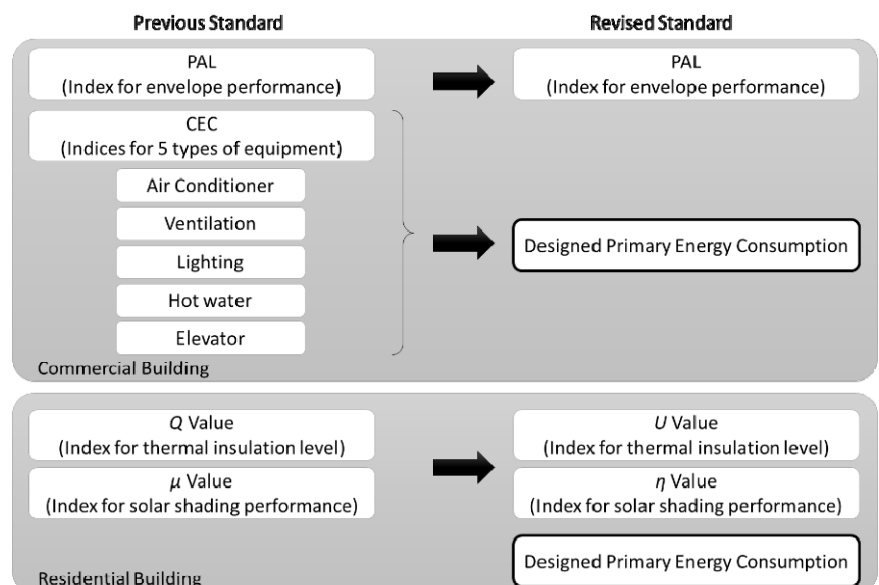 Previous Standard
Revised Standard
PAL
(Index for envelope performance)
PAL
(Index for envelope performance)
CEC
(Indices for 5 types of equipment)
Air Conditioner
Ventilation
Lighting
Hot water
Elevator
Designed Primary Energy Consumption
Commercial Building
Q Value
(Index for thermal insulation level)
U Value
(Index for thermal insulation level)
μ Value
(Index for solar shading performance)
η Value
(Index for solar shading performance)
Designed Primary Energy Consumption
Residential Building